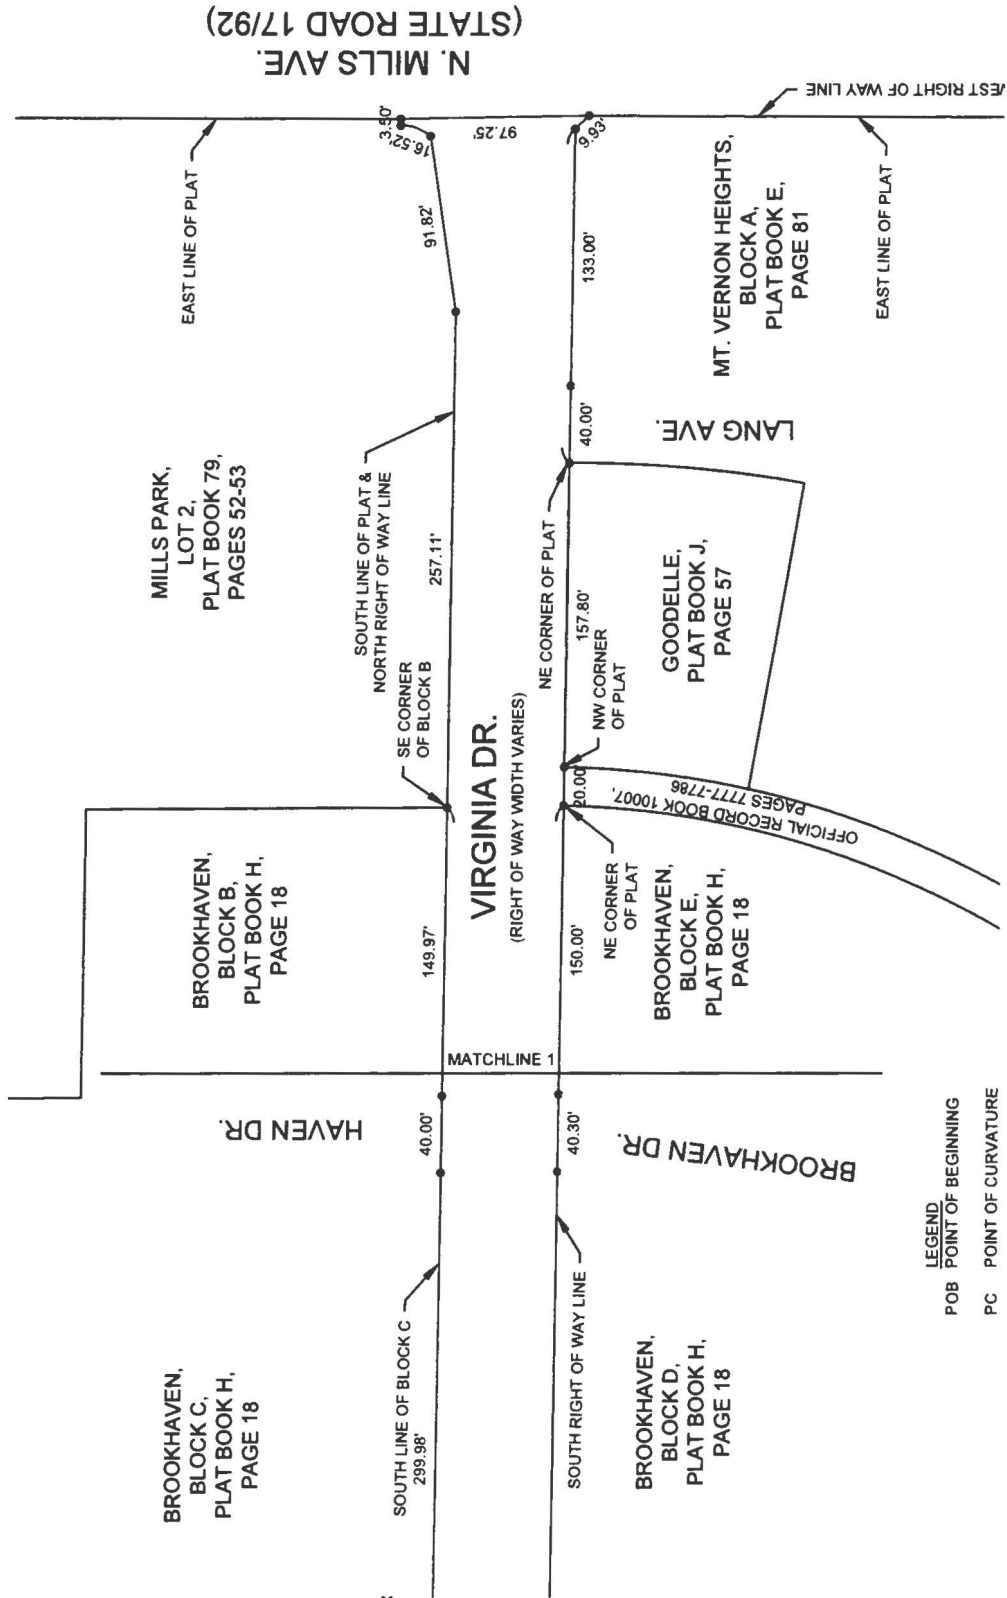 N. MILLS AVE.
(STATE ROAD 17/92)
EAST LINE OF PLAT
3.50'
16.52'
97.25'
9.93'
EST RIGHT OF WAY LINE
91.82'
133.00'
MT. VERNON HEIGHTS,
BLOCK A,
PLAT BOOK E,
PAGE 81
EAST LINE OF PLAT
MILLS PARK,
LOT 2,
PLAT BOOK 79,
PAGES 52-53
SOUTH LINE OF PLAT &
NORTH RIGHT OF WAY LINE
257.11'
40.00'
LANG AVE.
NE CORNER OF PLAT
157.80'
GOODELLE,
PLAT BOOK J,
PAGE 57
SE CORNER
OF BLOCK B
VIRGINIA DR.
(RIGHT OF WAY WIDTH VARIES)
NW CORNER
OF PLAT
20.00'
OFFICIAL RECORD BOOK 10007,
PAGES 7777-7786
BROOKHAVEN,
BLOCK B,
PLAT BOOK H,
PAGE 18
149.97'
150.00'
NE CORNER
OF PLAT
BROOKHAVEN,
BLOCK E,
PLAT BOOK H,
PAGE 18
MATCHLINE 1
HAVEN DR.
40.00'
40.30'
BROOKHAVEN DR.
BROOKHAVEN,
BLOCK C,
PLAT BOOK H,
PAGE 18
SOUTH LINE OF BLOCK C
299.98'
SOUTH RIGHT OF WAY LINE
BROOKHAVEN,
BLOCK D,
PLAT BOOK H,
PAGE 18
LEGEND
POB POINT OF BEGINNING
PC POINT OF CURVATURE